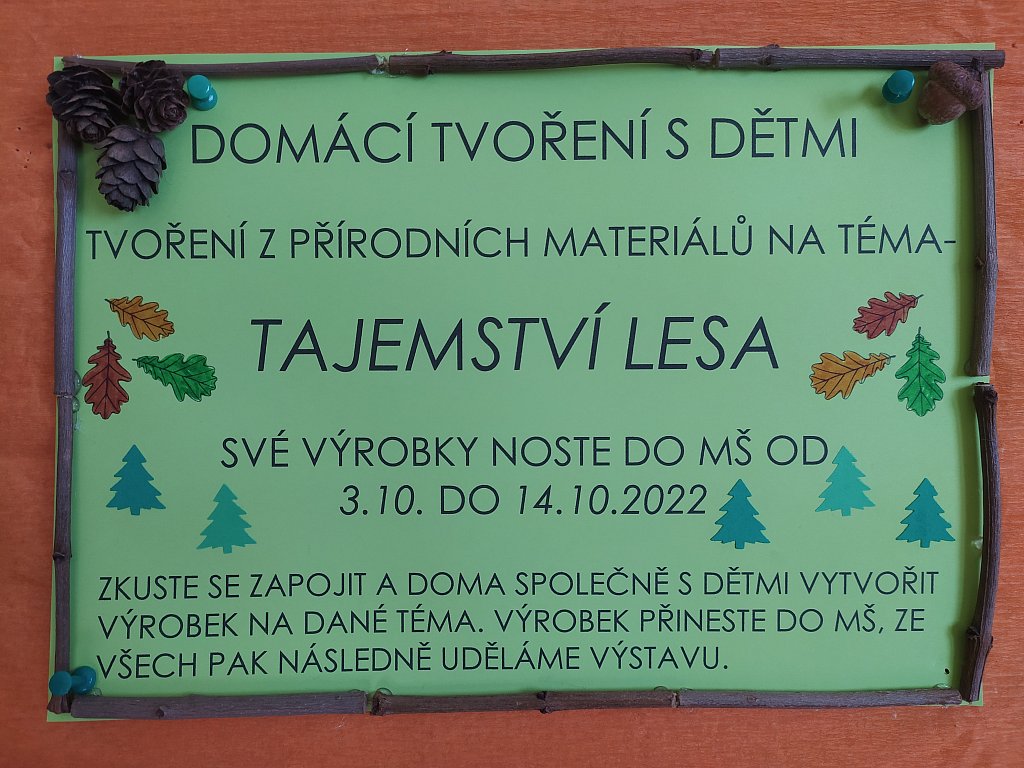 DOMÁCÍ TVOŘENÍ S DĚTMI
TVOŘENÍ Z PŘÍRODNÍCH MATERIÁLŮ NA TÉMA-
TAJEMSTVÍ LESA
SVÉ VÝROBKY NOSTE DO MŠ OD
3.10. DO 14.10.2022
ZKUSTE SE ZAPOJIT A DOMA SPOLEČNĚ S DĚTMI VYTVOŘIT
VÝROBEK NA DANÉ TÉMA. VÝROBEK PŘINESTE DO MŠ, ZE
VŠECH PAK NÁSLEDNĚ UDĚLÁME VÝSTAVU.